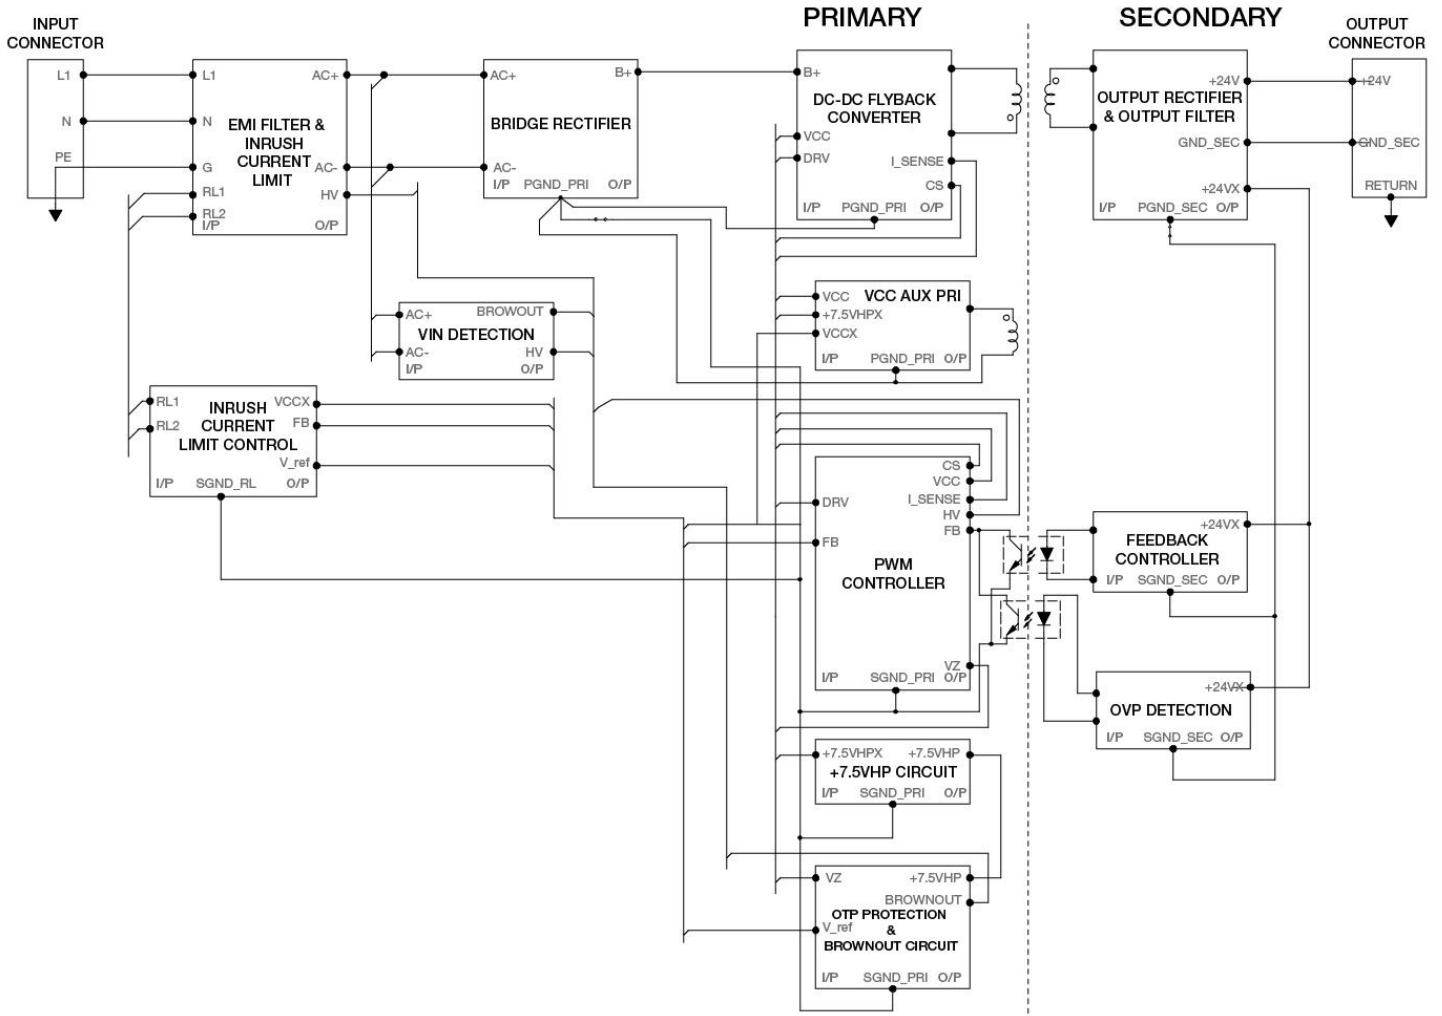 PRIMARY
SECONDARY
INPUT
CONNECTOR
L1
N
PE
L1
N
G
RL1
RL2
I/P
EMI FILTER &
INRUSH
CURRENT
LIMIT
AC+
AC-
HV
O/P
AC+
AC-
BRIDGE RECTIFIER
B+
I/P PGND_PRI O/P
B+
DC-DC FLYBACK
CONVERTER
VCC
DRV
I_SENSE
CS
I/P PGND_PRI O/P
OUTPUT RECTIFIER
& OUTPUT FILTER
+24V
GND_SEC
+24VX
I/P PGND_SEC O/P
OUTPUT
CONNECTOR
+24V
GND_SEC
RETURN
AC+ BROWOUT
VIN DETECTION
AC- HV
I/P O/P
VCC VCC AUX PRI
+7.5VHPX
VCCX
I/P PGND_PRI O/P
RL1 VCCX
RL2 FB
INRUSH
CURRENT
LIMIT CONTROL
V_ref
I/P SGND_RL O/P
CS
VCC
DRV I_SENSE
HV
FB FB
PWM
CONTROLLER
VZ
I/P SGND_PRI O/P
+24VX
FEEDBACK
CONTROLLER
I/P SGND_SEC O/P
+24VX
OVP DETECTION
I/P SGND_SEC O/P
+7.5VHPX +7.5VHP
+7.5VHP CIRCUIT
I/P SGND_PRI O/P
VZ +7.5VHP
BROWNOUT
OTP PROTECTION
V_ref &
BROWNOUT CIRCUIT
I/P SGND_PRI O/P